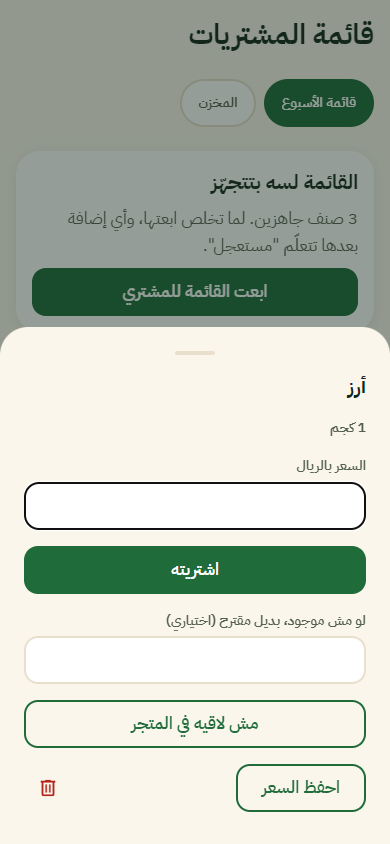 قائمة المشتريات
قائمة الأسبوع
المخزن
القائمة لسه بتتجهّز
3 صنف جاهزين. لما تخلص ابعتها، وأي إضافة
بعدها تتعلّم "مستعجل".
ابعت القائمة للمشتري
أرز
1 كجم
السعر بالريال
اشتريته
لو مش موجود، بديل مقترح (اختياري)
مش لاقيه في المتجر
احفظ السعر